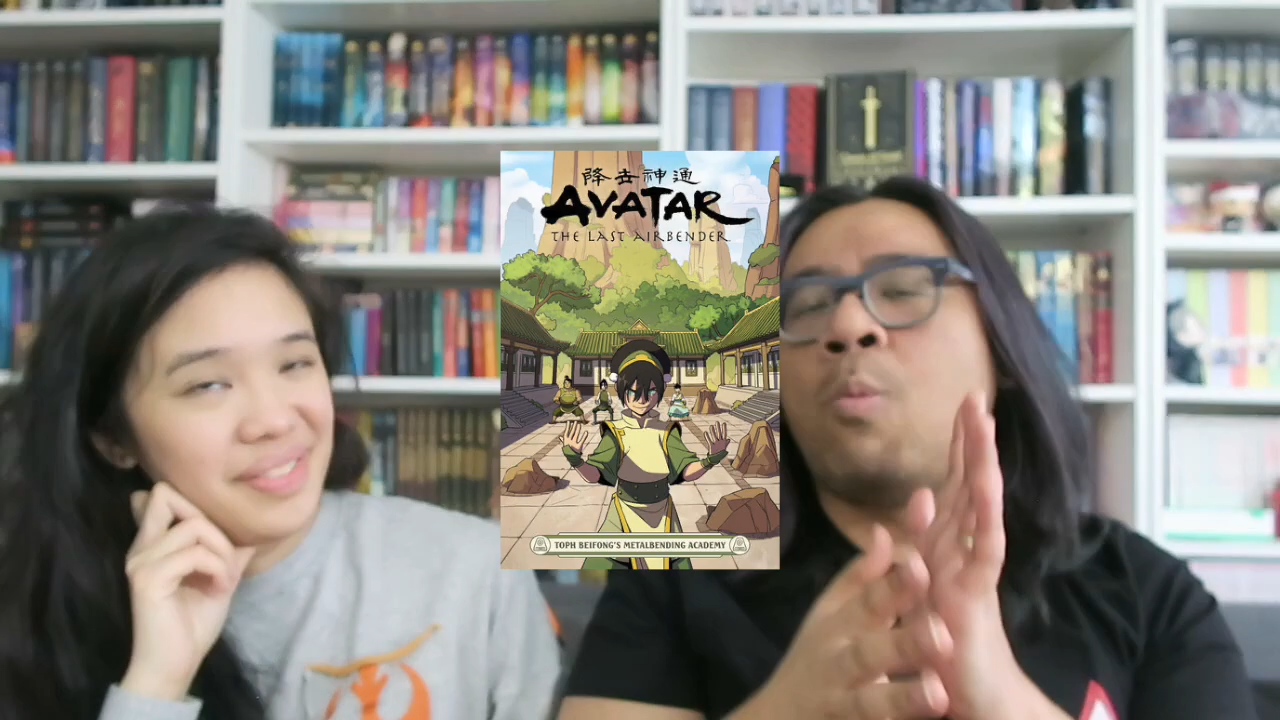 降世神通
AVATAR
THE LAST AIRBENDER
TOPH BEIFONG'S METALBENDING ACADEMY